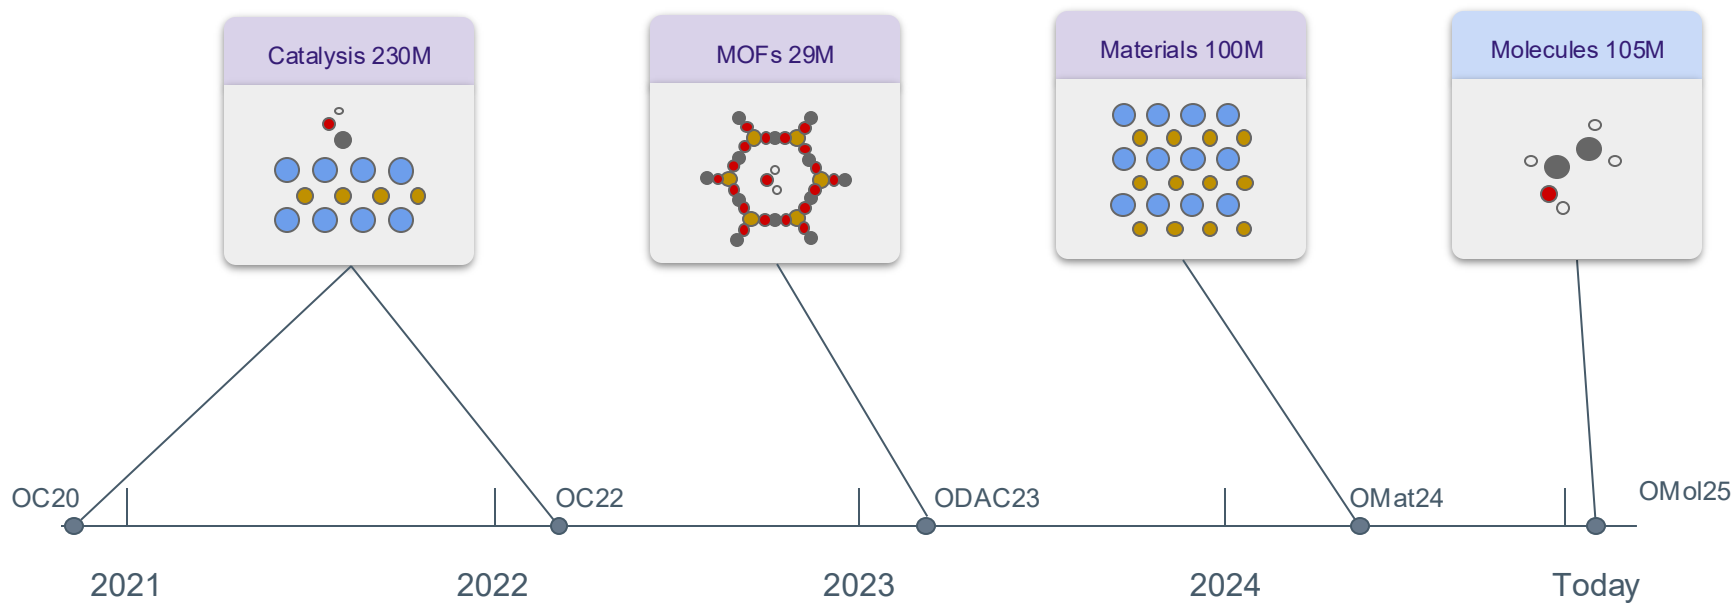 Catalysis 230M
MOFs 29M
Materials 100M
Molecules 105M
OC20
OC22
ODAC23
OMat24
OMol25
2021
2022
2023
2024
Today